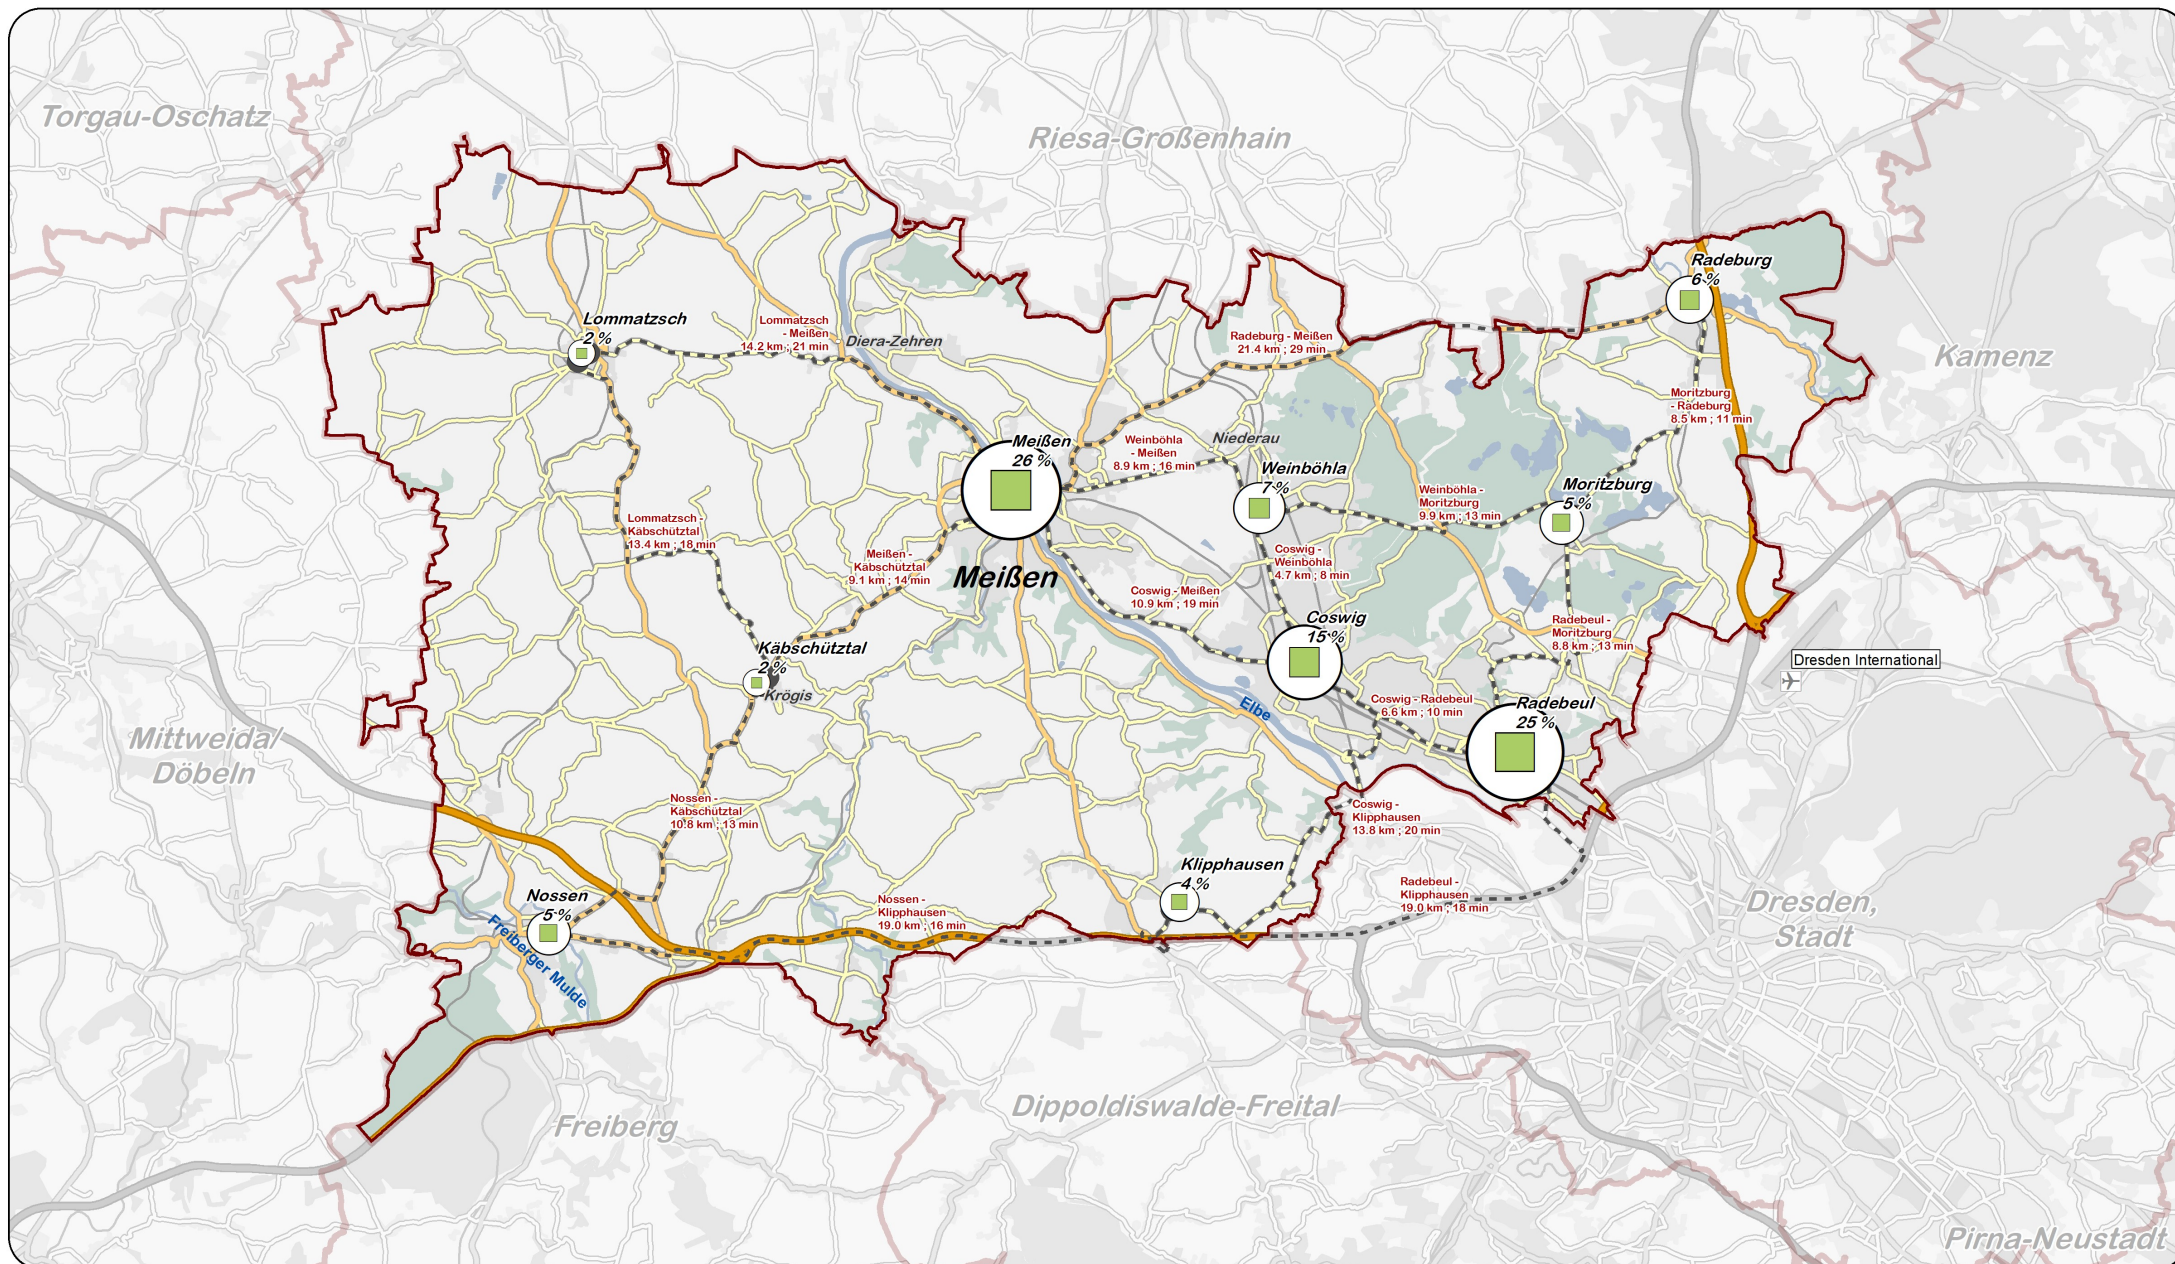 Torgau-Oschatz
Riesa-Großenhain
Radeburg
6 %
Lommatzsch
2 %
Lommatzsch
- Meißen
14.2 km ; 21 min
Diera-Zehren
Radeburg - Meißen
21.4 km ; 29 min
Kamenz
Moritzburg
- Radeburg
8.5 km ; 11 min
Meißen
26 %
Weinböhla
- Meißen
8.9 km ; 16 min
Niederau
Weinböhla
7 %
Moritzburg
5 %
Weinböhla -
Moritzburg
9.9 km ; 13 min
Lommatzsch -
Käbschütztal
13.4 km ; 18 min
Meißen -
Käbschütztal
9.1 km ; 14 min
Meißen
Coswig -
Weinböhla
4.7 km ; 8 min
Coswig - Meißen
10.9 km ; 19 min
Coswig
15 %
Radebeul -
Moritzburg
8.8 km ; 13 min
Käbschütztal
2 %
Krögis
Dresden International
Elbe
Coswig - Radebeul
6.6 km ; 10 min
Radebeul
25 %
Mittweida/
Döbeln
Nossen -
Käbschütztal
10.8 km ; 13 min
Coswig -
Klipphausen
13.8 km ; 20 min
Klipphausen
4 %
Nossen
5 %
Freiberger Mulde
Nossen -
Klipphausen
19.0 km ; 16 min
Radebeul -
Klipphausen
19.0 km ; 18 min
Dresden,
Stadt
Freiberg
Dippoldiswalde-Freital
Pirna-Neustadt